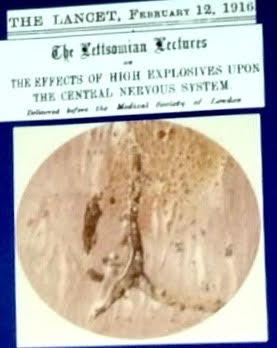 THE LANCET, FEBRUARY 12, 1916
The Lettsomian Lectures
ON
THE EFFECTS OF HIGH EXPLOSIVES UPON
THE CENTRAL NERVOUS SYSTEM.
Delivered before the Medical Society of London